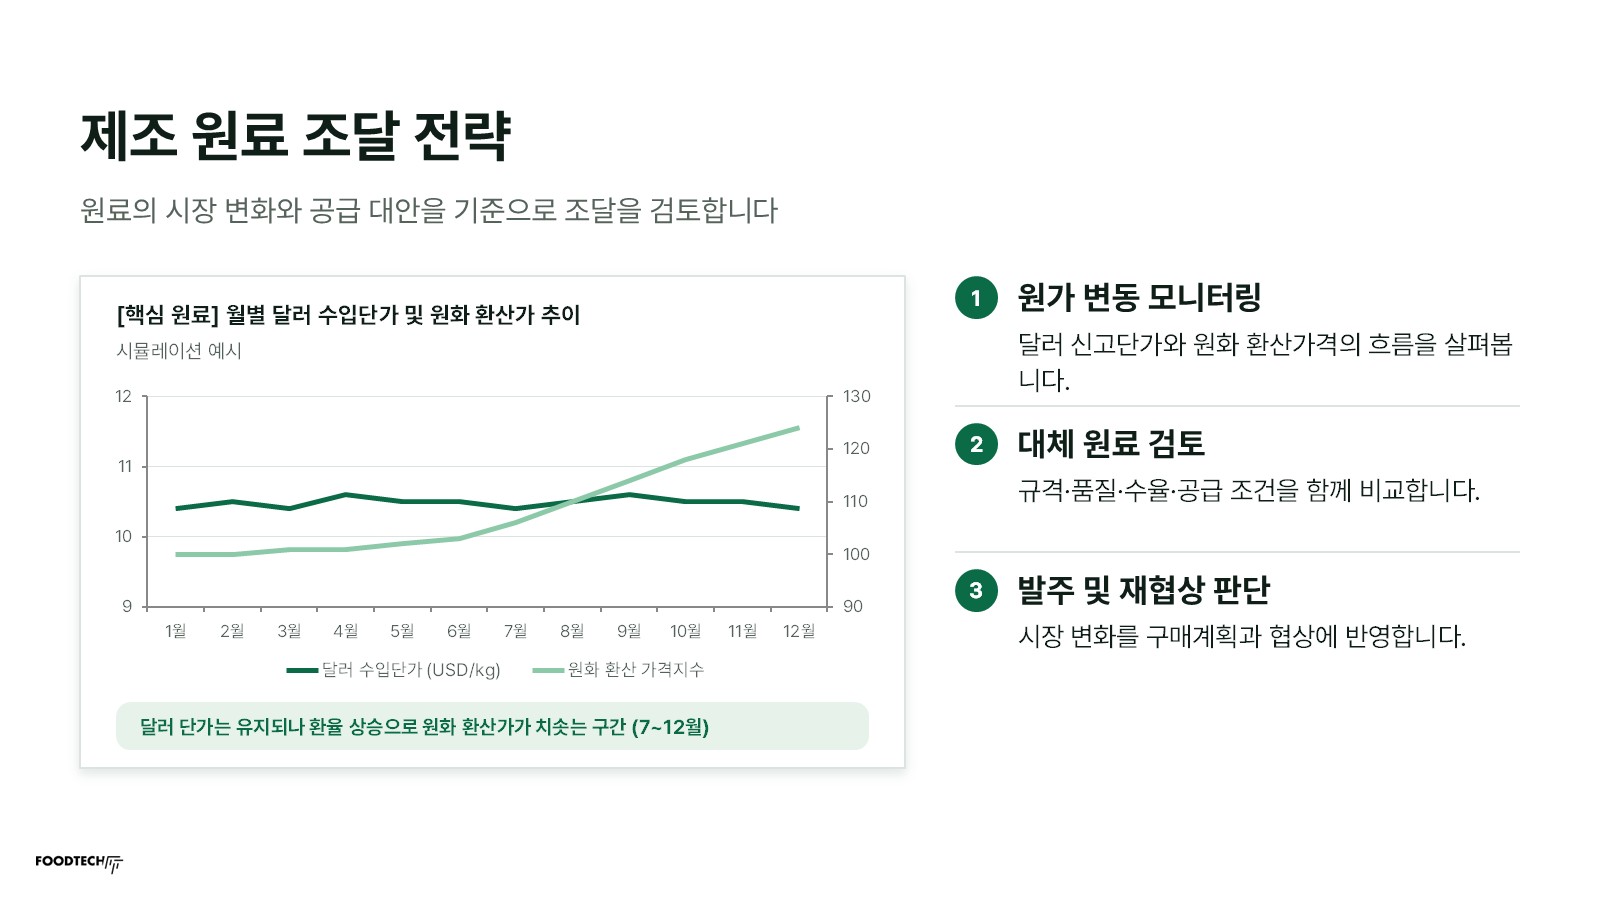 제조 원료 조달 전략
원료의 시장 변화와 공급 대안을 기준으로 조달을 검토합니다
[핵심 원료] 월별 달러 수입단가 및 원화 환산가 추이
시뮬레이션 예시
12
11
10
9
130
120
110
100
90
1월 2월 3월 4월 5월 6월 7월 8월 9월 10월 11월 12월
달러 수입단가 (USD/kg) 원화 환산 가격지수
달러 단가는 유지되나 환율 상승으로 원화 환산가가 치솟는 구간 (7~12월)
1 원가 변동 모니터링
달러 신고단가와 원화 환산가격의 흐름을 살펴봅
니다.
2 대체 원료 검토
규격·품질·수율·공급 조건을 함께 비교합니다.
3 발주 및 재협상 판단
시장 변화를 구매계획과 협상에 반영합니다.
FOODTECH